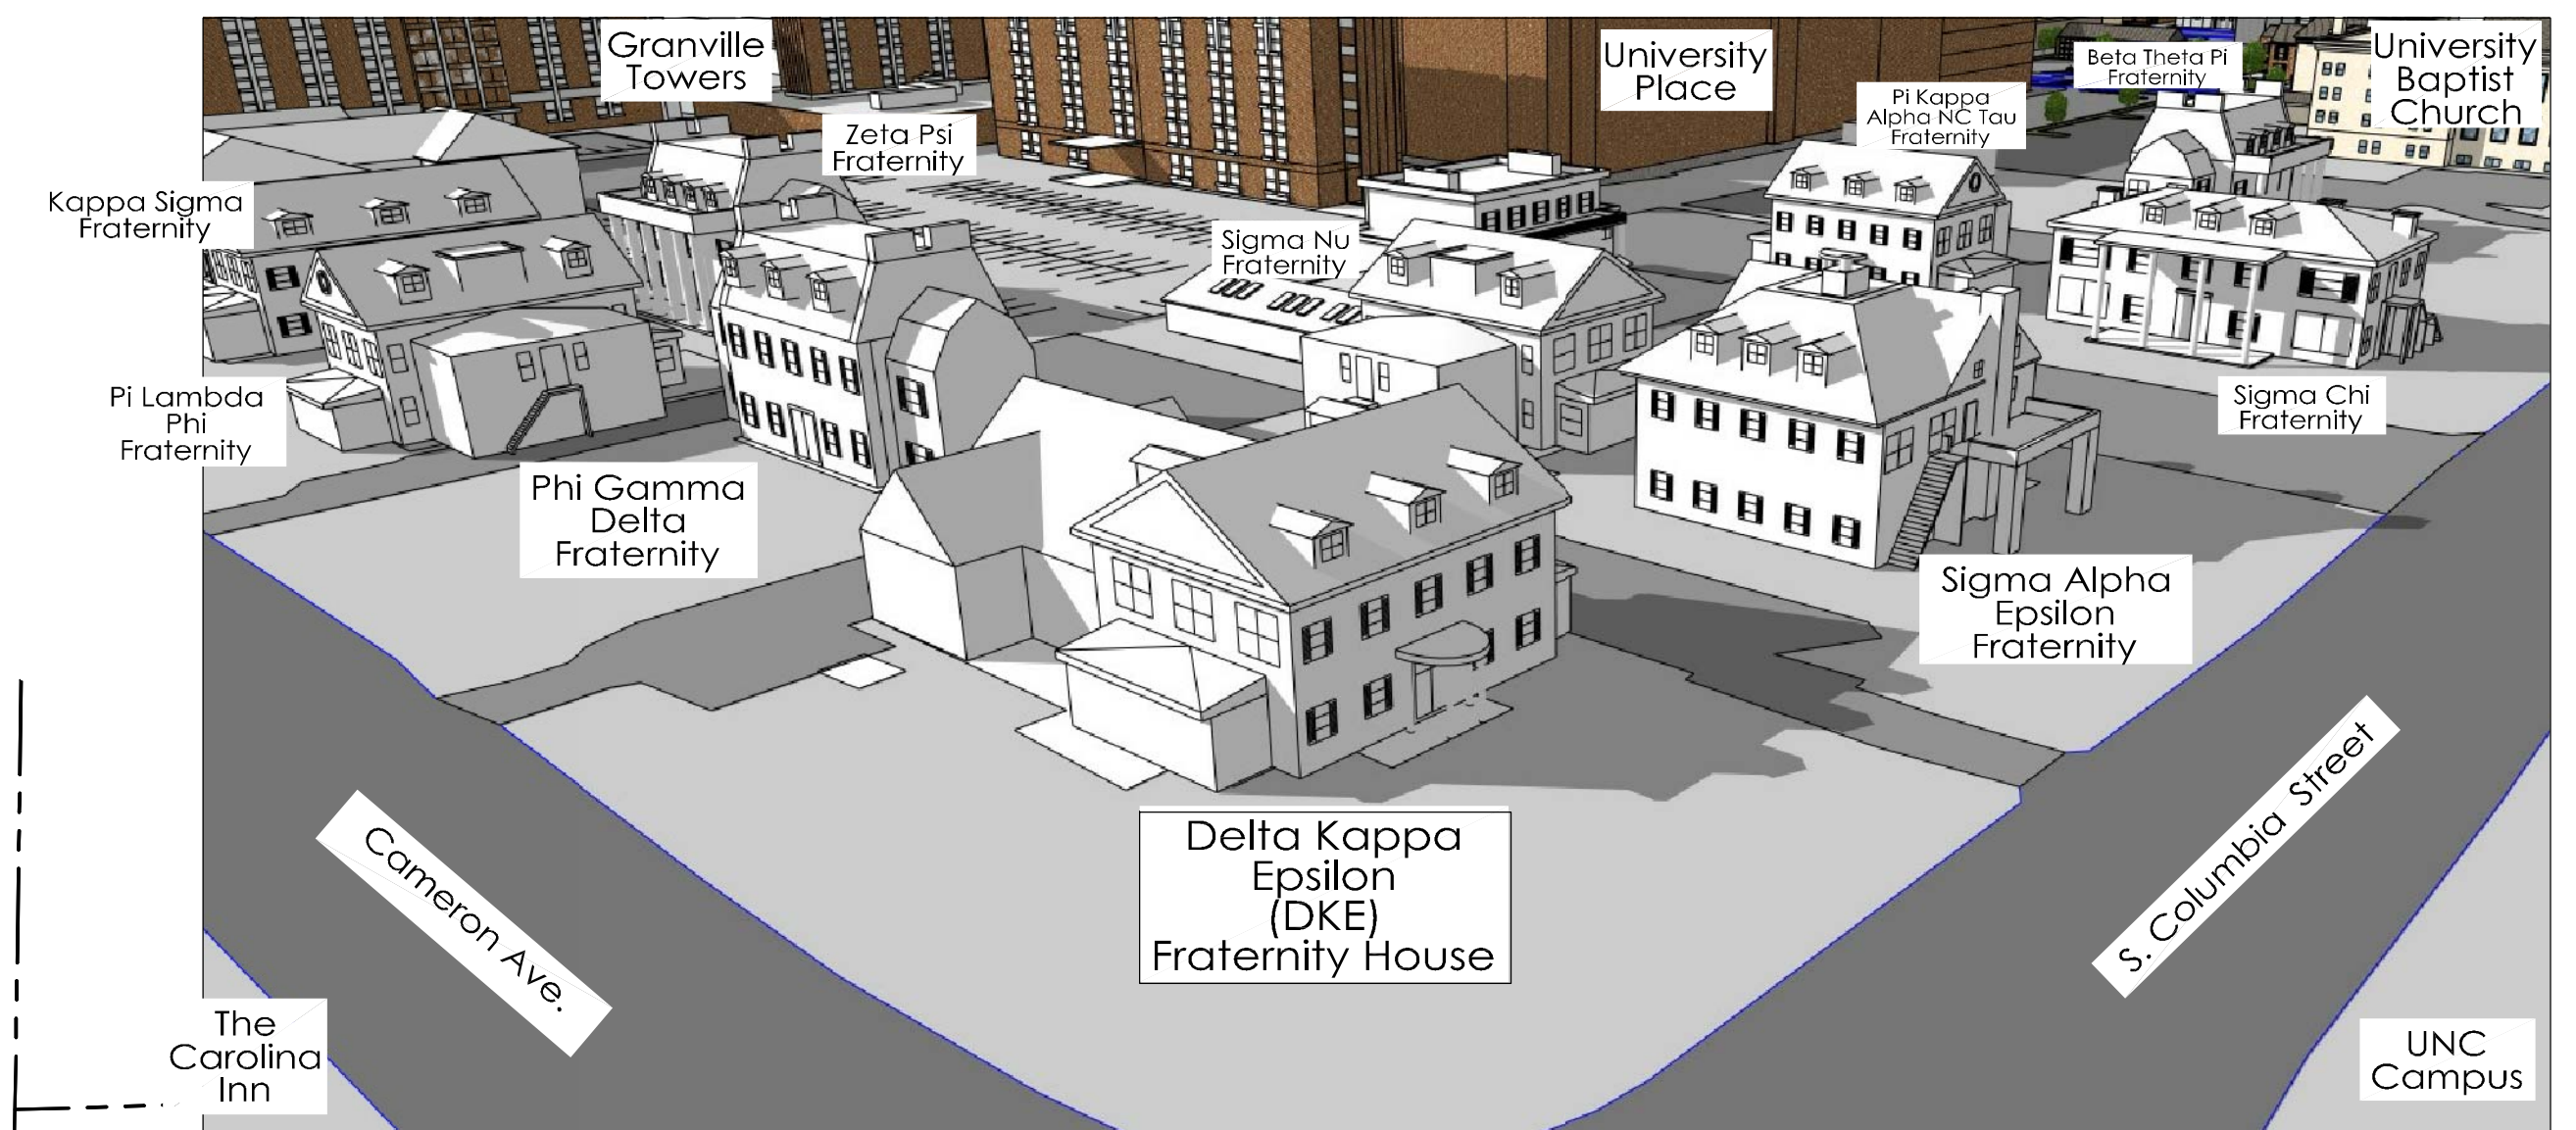 Granville
Towers
University
Place
Beta Theta Pi
Fraternity
University
Baptist
Church
Pi Kappa
Alpha NC Tau
Fraternity
Zeta Psi
Fraternity
Kappa Sigma
Fraternity
Sigma Nu
Fraternity
Pi Lambda
Phi
Fraternity
Sigma Chi
Fraternity
Phi Gamma
Delta
Fraternity
Sigma Alpha
Epsilon
Fraternity
Delta Kappa
Epsilon
(DKE)
Fraternity House
Cameron Ave.
S. Columbia Street
The
Carolina
Inn
UNC
Campus